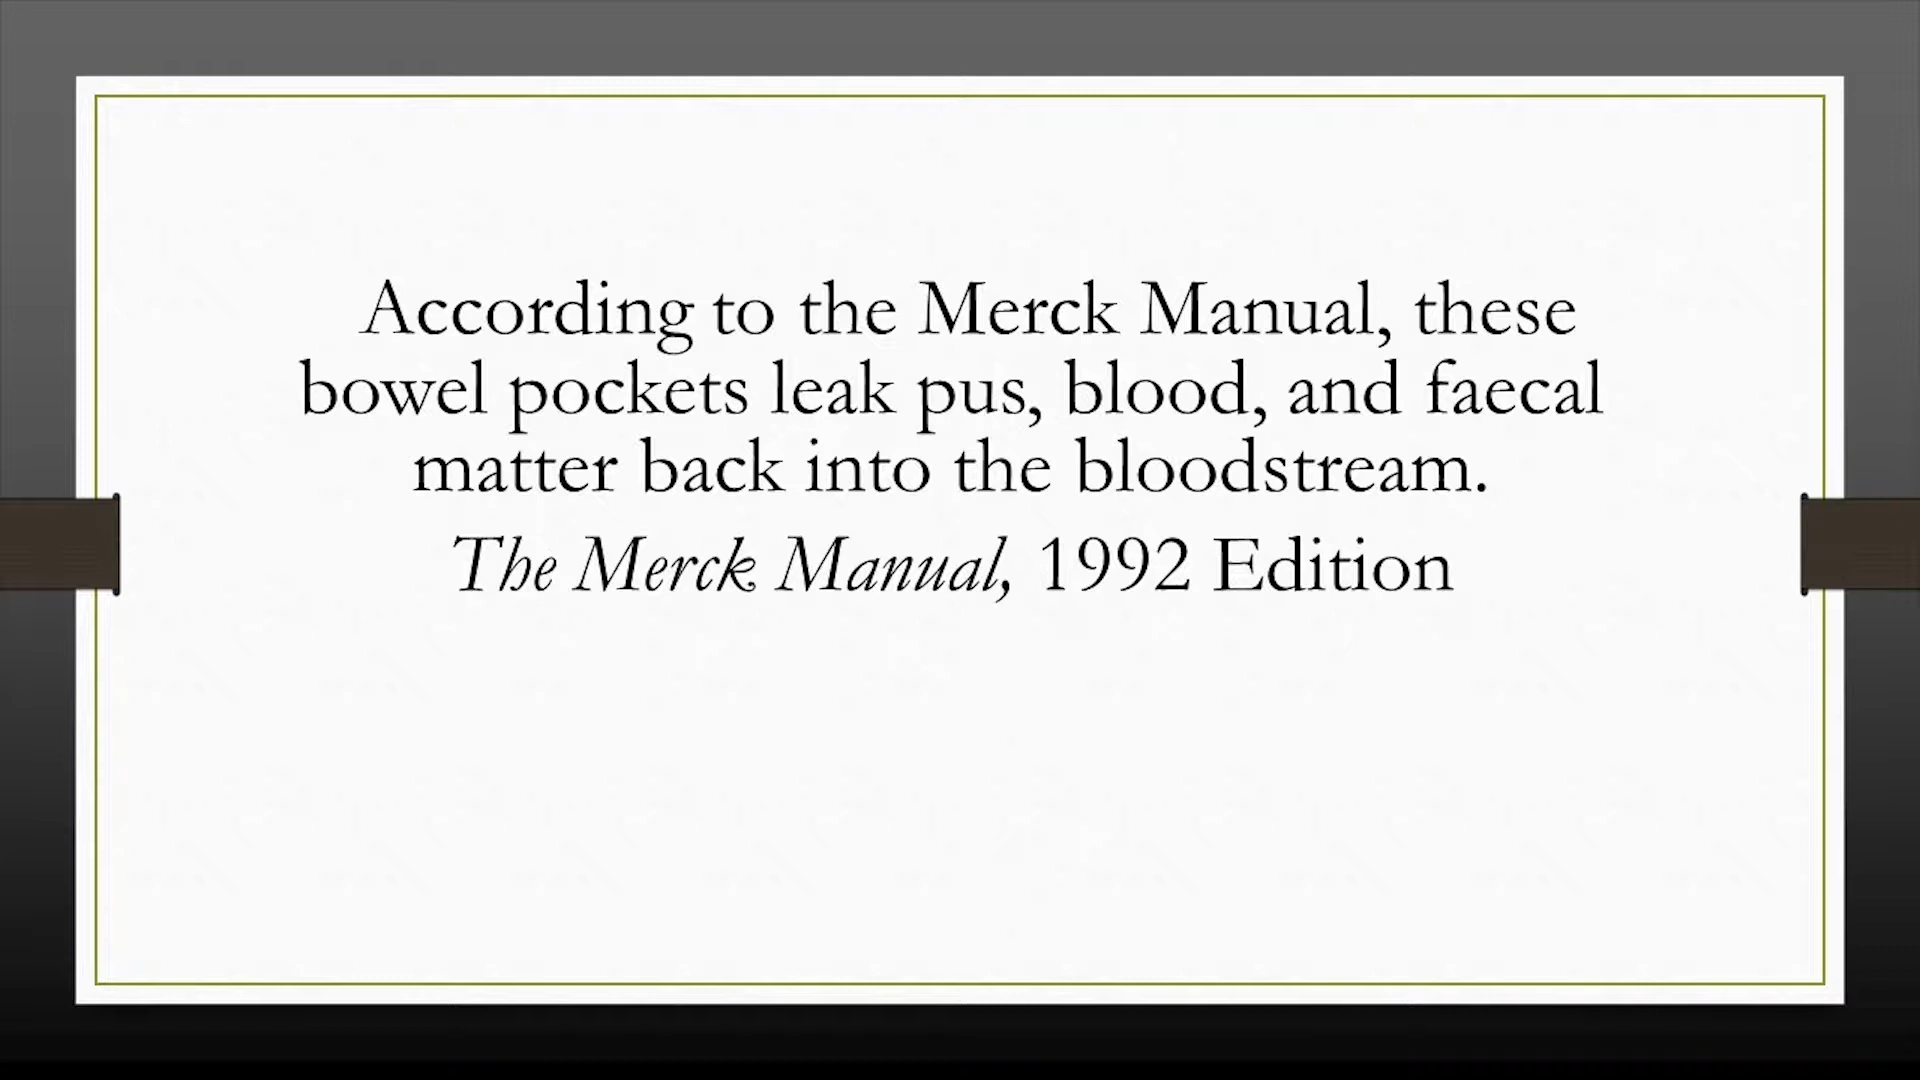 According to the Merck Manual, these
bowel pockets leak pus, blood, and faecal
matter back into the bloodstream.
The Merck Manual, 1992 Edition